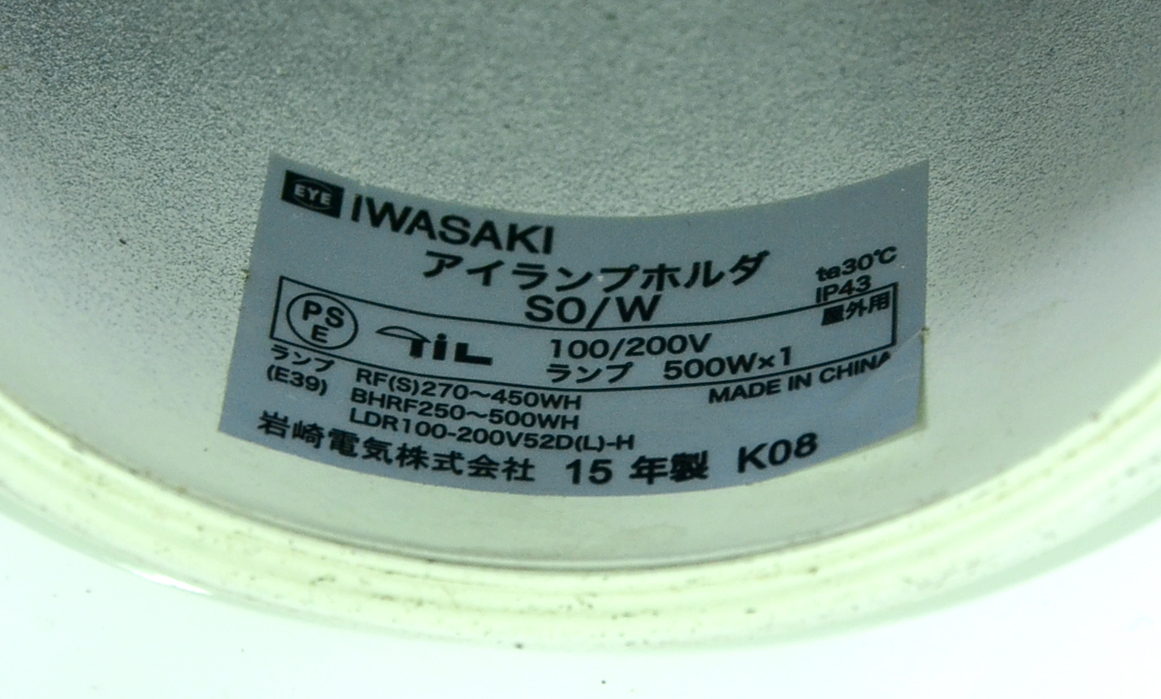 EYE IWASAKI
アイランプホルダ
SO/W
ta30℃
IP43
屋外用
PS
E
TiL
100/200V
ランプ 500W×1
ランプ
(E39)
RF(S)270～450WH
BHRF250～500WH
LDR100-200V52D(L)-H
MADE IN CHINA
岩崎電気株式会社 15 年製 K08